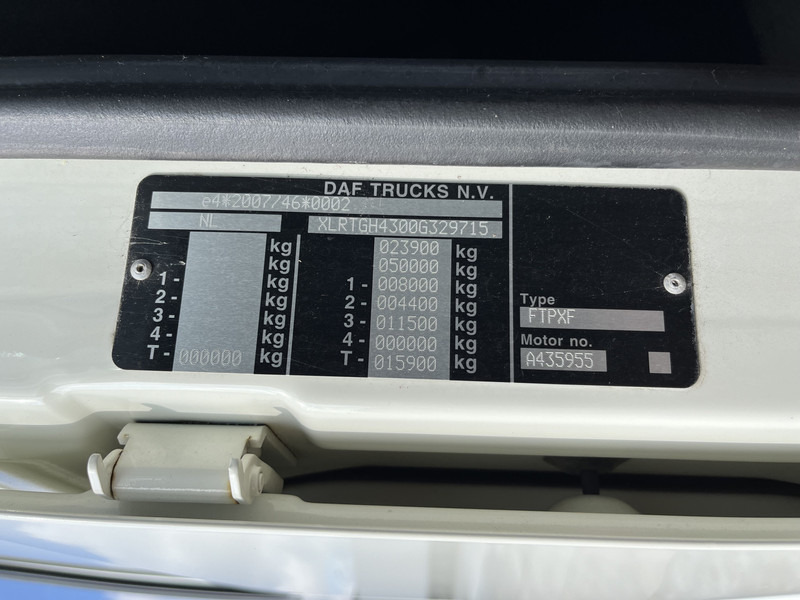 DAF TRUCKS N.V.
e4*2007/46*0002
NL XLRTGH4300G329715
kg 023900 kg
kg 050000 kg
1- kg 1- 008000 kg
2- kg 2- 004400 kg
3- kg 3- 011500 kg
4- kg 4- 000000 kg
T- 000000 kg T- 015900 kg
Type
FTPXF
Motor no.
A435955